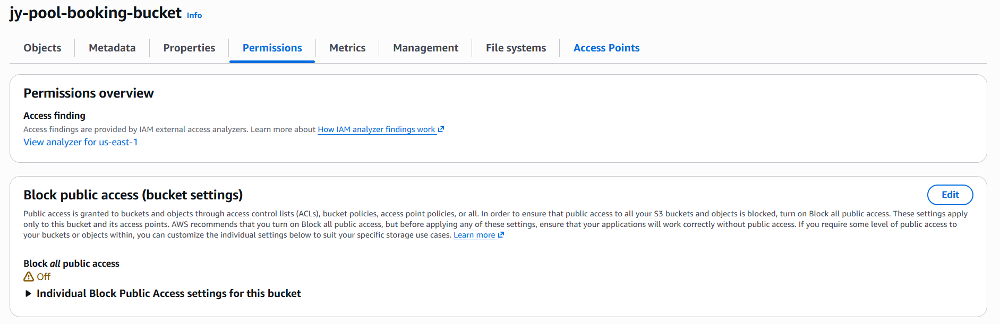 jy-pool-booking-bucket Info
Objects Metadata Properties Permissions Metrics Management File systems Access Points
Permissions overview
Access finding
Access findings are provided by IAM external access analyzers. Learn more about How IAM analyzer findings work
View analyzer for us-east-1
Block public access (bucket settings)
Edit
Public access is granted to buckets and objects through access control lists (ACLs), bucket policies, access point policies, or all. In order to ensure that public access to all your S3 buckets and objects is blocked, turn on Block all public access. These settings apply
only to this bucket and its access points. AWS recommends that you turn on Block all public access, but before applying any of these settings, ensure that your applications will work correctly without public access. If you require some level of public access to
your buckets or objects within, you can customize the individual settings below to suit your specific storage use cases. Learn more
Block all public access
Off
Individual Block Public Access settings for this bucket